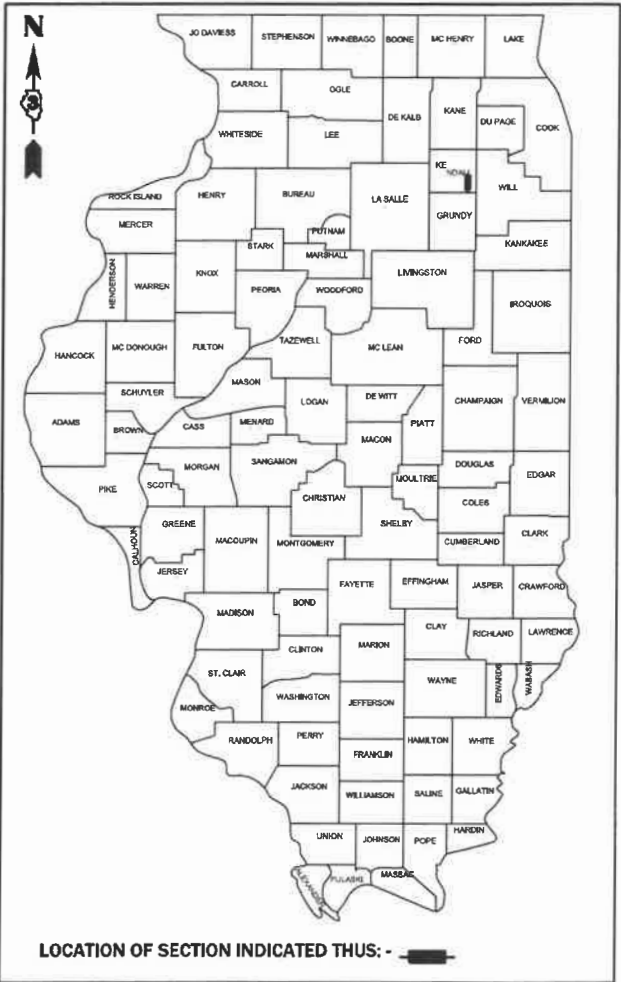 N
3
JO DAVIESS STEPHENSON WINNEBAGO BOONE MC HENRY LAKE
CARROLL OGLE DE KALB KANE DU PAGE COOK
WHITESIDE LEE
KE
NDALL
WILL
ROCK ISLAND HENRY BUREAU LA SALLE
MERCER PUTNAM GRUNDY
STARK MARSHALL KANKAKEE
HENDERSON WARREN KNOX PEORIA WOODFORD LIVINGSTON IROQUOIS
HANCOCK MC DONOUGH FULTON TAZEWELL MC LEAN FORD
SCHUYLER MASON LOGAN DE WITT CHAMPAIGN VERMILION
ADAMS BROWN CASS MENARD MACON PIATT
PIKE SCOTT MORGAN SANGAMON CHRISTIAN MOULTRIE DOUGLAS EDGAR
COLES
CALHOUN GREENE MACOUPIN MONTGOMERY SHELBY CUMBERLAND CLARK
JERSEY FAYETTE EFFINGHAM JASPER CRAWFORD
MADISON BOND CLAY RICHLAND LAWRENCE
CLINTON MARION
ST. CLAIR WAYNE EDWARDS WABASH
MONROE WASHINGTON JEFFERSON
RANDOLPH PERRY HAMILTON WHITE
FRANKLIN
JACKSON WILLIAMSON SALINE GALLATIN
UNION JOHNSON POPE HARDIN
ALEXANDER PULASKI MASSAC
LOCATION OF SECTION INDICATED THUS: -